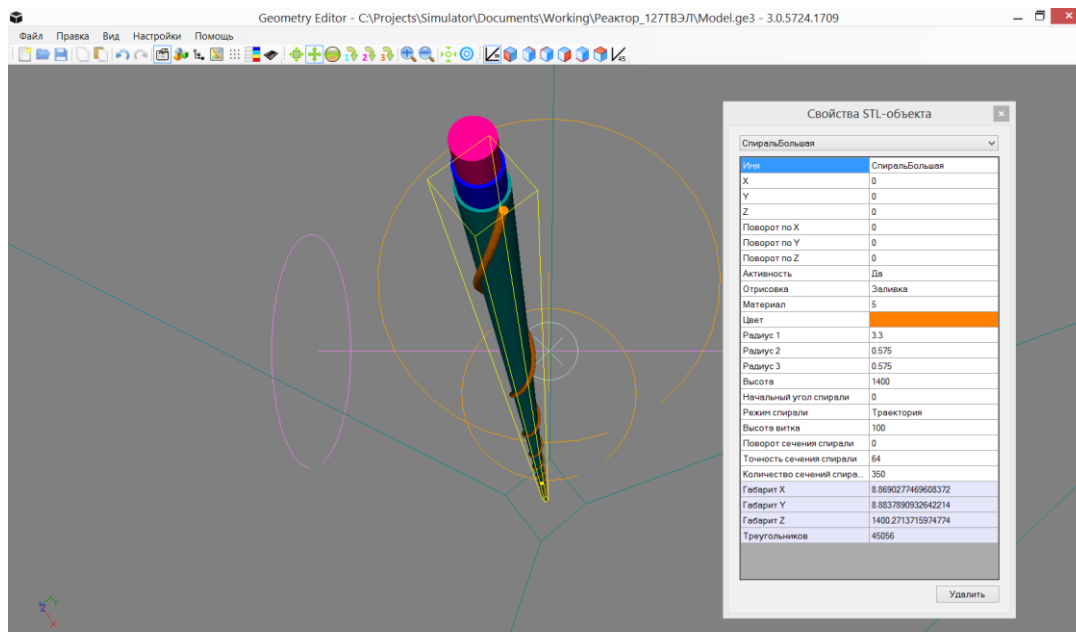 Geometry Editor - C:\Projects\Simulator\Documents\Working\Реактор_127ТВЭЛ\Model.ge3 - 3.0.5724.1709
Файл Правка Вид Настройки Помощь
1 2 3 45
Свойства STL-объекта
СпиральБольшая
Имя СпиральБольшая
X 0
Y 0
Z 0
Поворот по X 0
Поворот по Y 0
Поворот по Z 0
Активность Да
Отрисовка Заливка
Материал 5
Цвет
Радиус 1 3.3
Радиус 2 0.575
Радиус 3 0.575
Высота 1400
Начальный угол спирали 0
Режим спирали Траектория
Высота витка 100
Поворот сечения спирали 0
Точность сечения спирали 64
Количество сечений спира... 350
Габарит X 8.8690277469608372
Габарит Y 8.8837890932642214
Габарит Z 1400.2713715974774
Треугольников 45056
Удалить
Z Y
X